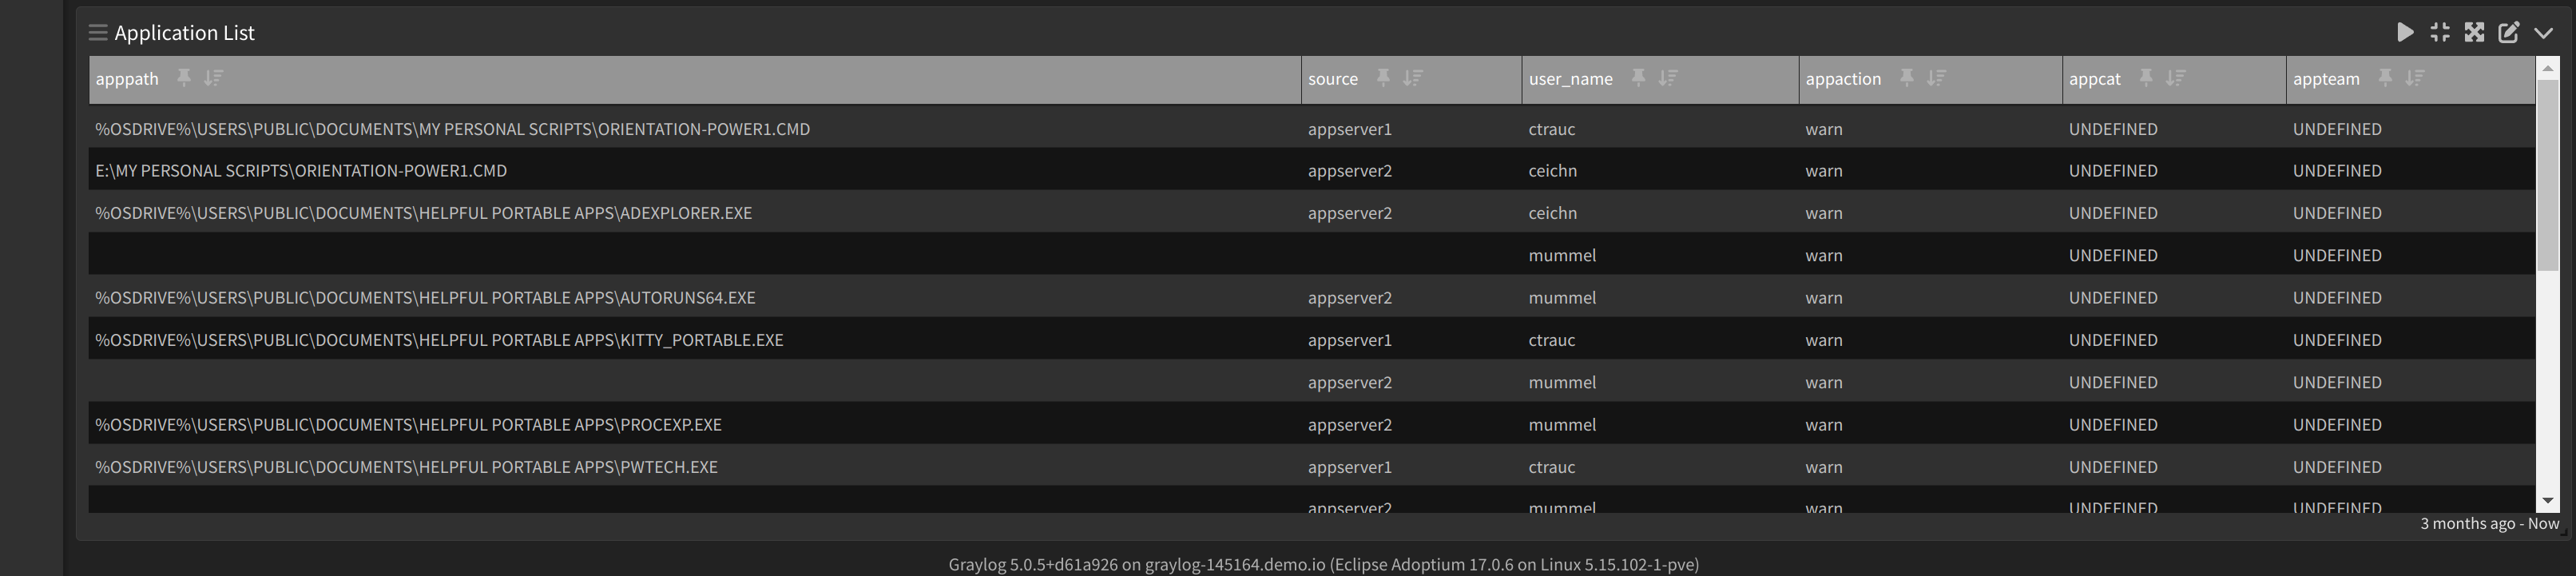 Application List
apppath source user_name appaction appcat appteam
%OSDRIVE%\USERS\PUBLIC\DOCUMENTS\MY PERSONAL SCRIPTS\ORIENTATION-POWER1.CMD appserver1 ctrauc warn UNDEFINED UNDEFINED
E:\MY PERSONAL SCRIPTS\ORIENTATION-POWER1.CMD appserver2 ceichn warn UNDEFINED UNDEFINED
%OSDRIVE%\USERS\PUBLIC\DOCUMENTS\HELPFUL PORTABLE APPS\ADEXPLORER.EXE appserver2 ceichn warn UNDEFINED UNDEFINED
mummel warn UNDEFINED UNDEFINED
%OSDRIVE%\USERS\PUBLIC\DOCUMENTS\HELPFUL PORTABLE APPS\AUTORUNS64.EXE appserver2 mummel warn UNDEFINED UNDEFINED
%OSDRIVE%\USERS\PUBLIC\DOCUMENTS\HELPFUL PORTABLE APPS\KITTY_PORTABLE.EXE appserver1 ctrauc warn UNDEFINED UNDEFINED
appserver2 mummel warn UNDEFINED UNDEFINED
%OSDRIVE%\USERS\PUBLIC\DOCUMENTS\HELPFUL PORTABLE APPS\PROCEXP.EXE appserver2 mummel warn UNDEFINED UNDEFINED
%OSDRIVE%\USERS\PUBLIC\DOCUMENTS\HELPFUL PORTABLE APPS\PWTECH.EXE appserver1 ctrauc warn UNDEFINED UNDEFINED
appserver2 mummel warn UNDEFINED UNDEFINED
3 months ago - Now
Graylog 5.0.5+d61a926 on graylog-145164.demo.io (Eclipse Adoptium 17.0.6 on Linux 5.15.102-1-pve)